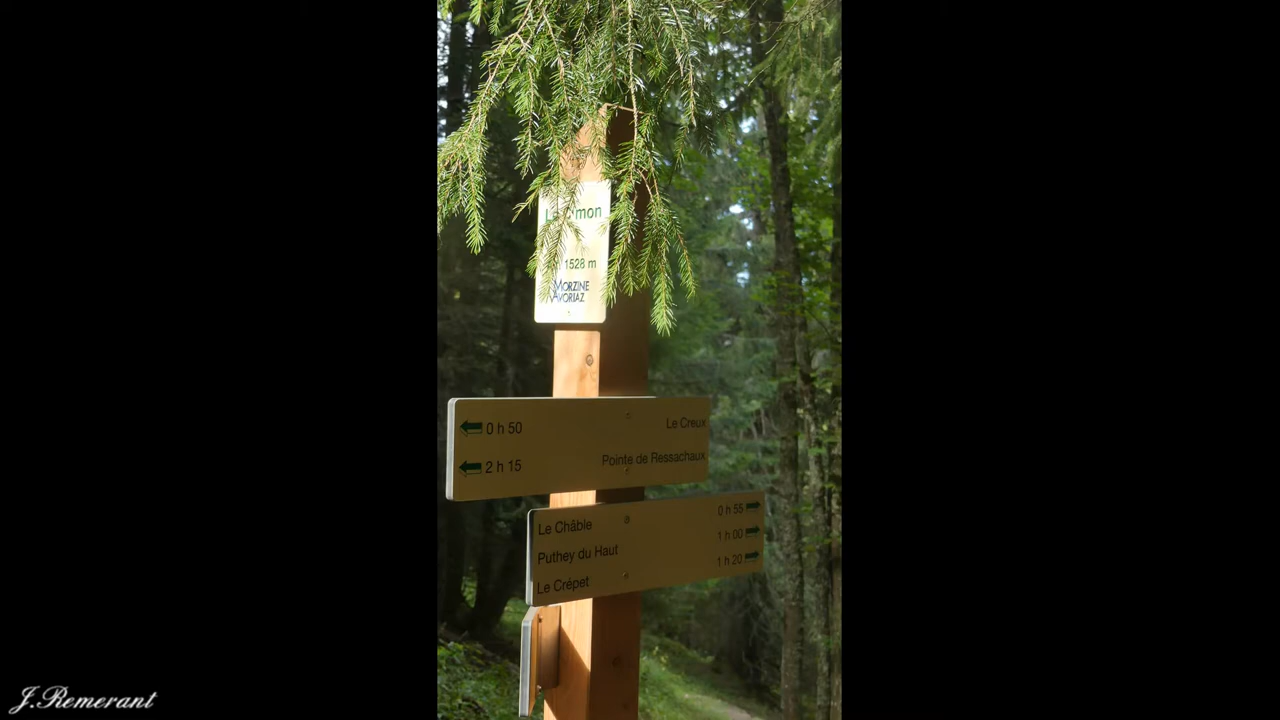 1528 m
MORZINE
AVORIAZ
0 h 50 Le Creux
2 h 15 Pointe de Ressachaux
Le Châble 0 h 55
Puthey du Haut 1 h 00
Le Crépet 1 h 20
J.Remerant